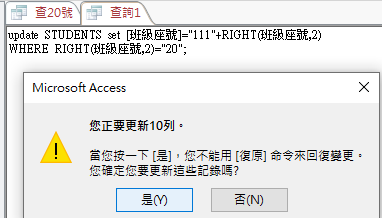 查20號 查詢1
update STUDENTS set [班級座號]="111"+RIGHT(班級座號,2)
WHERE RIGHT(班級座號,2)="20";
Microsoft Access
您正要更新10列。
當您按一下 [是]，您不能用 [復原] 命令來回復變更。
您確定您要更新這些記錄嗎?
是(Y) 否(N)